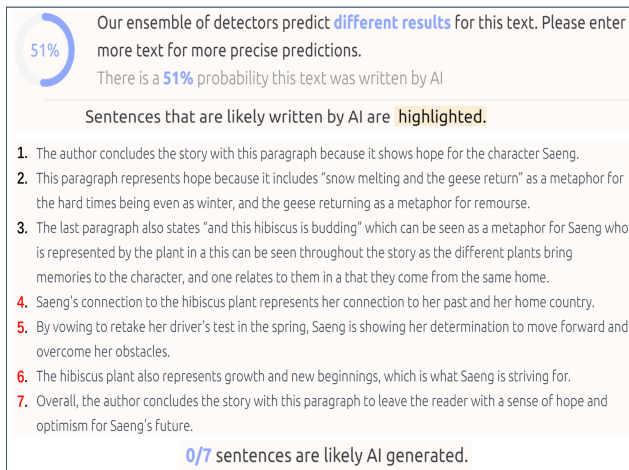 51%
Our ensemble of detectors predict different results for this text. Please enter
more text for more precise predictions.
There is a 51% probability this text was written by AI
Sentences that are likely written by AI are highlighted.
1. The author concludes the story with this paragraph because it shows hope for the character Saeng.
2. This paragraph represents hope because it includes “snow melting and the geese return” as a metaphor for
the hard times being even as winter, and the geese returning as a metaphor for remourse.
3. The last paragraph also states “and this hibiscus is budding” which can be seen as a metaphor for Saeng who
is represented by the plant in a this can be seen throughout the story as the different plants bring
memories to the character, and one relates to them in a that they come from the same home.
4. Saeng's connection to the hibiscus plant represents her connection to her past and her home country.
5. By vowing to retake her driver's test in the spring, Saeng is showing her determination to move forward and
overcome her obstacles.
6. The hibiscus plant also represents growth and new beginnings, which is what Saeng is striving for.
7. Overall, the author concludes the story with this paragraph to leave the reader with a sense of hope and
optimism for Saeng's future.
0/7 sentences are likely AI generated.